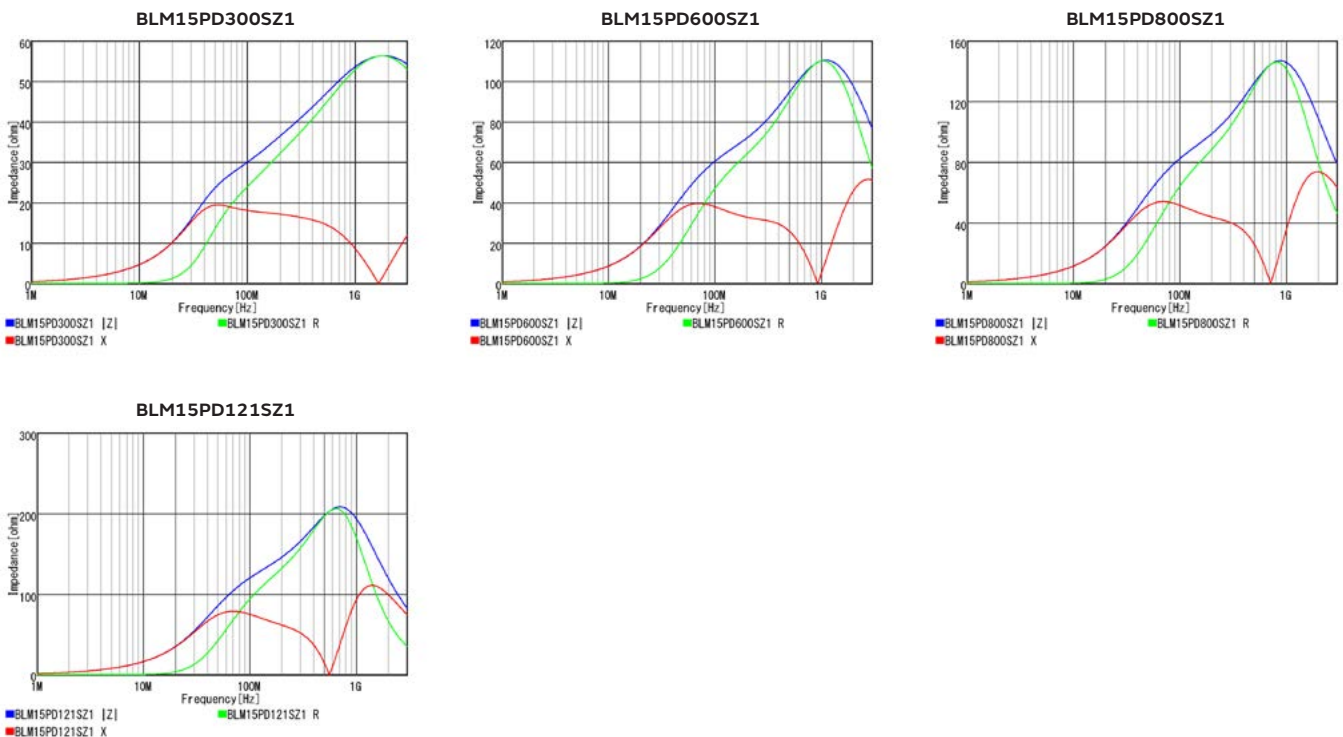 BLM15PD300SZ1
60
50
40
30
20
10
0
Impedance[ohm]
1M 10M 100M 1G
Frequency[Hz]
BLM15PD300SZ1 |Z| BLM15PD300SZ1 R
BLM15PD300SZ1 X
BLM15PD600SZ1
120
100
80
60
40
20
0
Impedance[ohm]
1M 10M 100M 1G
Frequency[Hz]
BLM15PD600SZ1 |Z| BLM15PD600SZ1 R
BLM15PD600SZ1 X
BLM15PD800SZ1
160
120
80
40
0
Impedance[ohm]
1M 10M 100M 1G
Frequency[Hz]
BLM15PD800SZ1 |Z| BLM15PD800SZ1 R
BLM15PD800SZ1 X
BLM15PD121SZ1
300
200
100
0
Impedance[ohm]
1M 10M 100M 1G
Frequency[Hz]
BLM15PD121SZ1 |Z| BLM15PD121SZ1 R
BLM15PD121SZ1 X